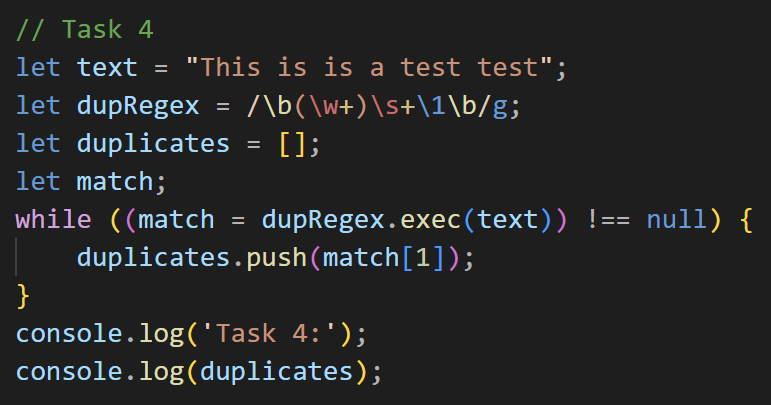 // Task 4
let text = "This is is a test test";
let dupRegex = /\b(\w+)\s+\1\b/g;
let duplicates = [];
let match;
while ((match = dupRegex.exec(text)) !== null) {
    duplicates.push(match[1]);
}
console.log('Task 4:');
console.log(duplicates);